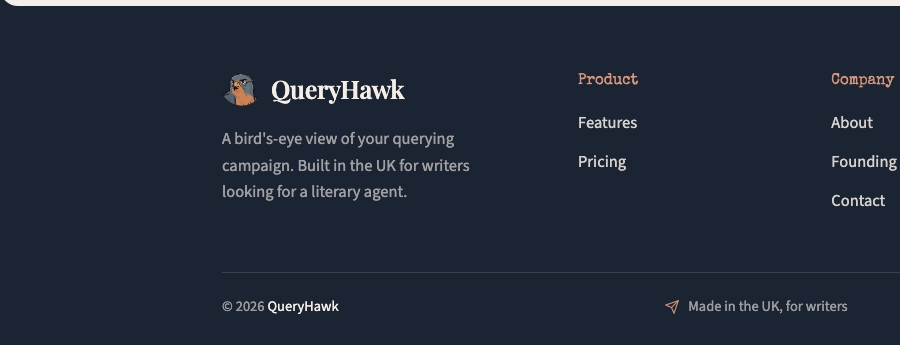 QueryHawk
A bird's-eye view of your querying
campaign. Built in the UK for writers
looking for a literary agent.
Product
Features
Pricing
Company
About
Founding
Contact
© 2026 QueryHawk
Made in the UK, for writers